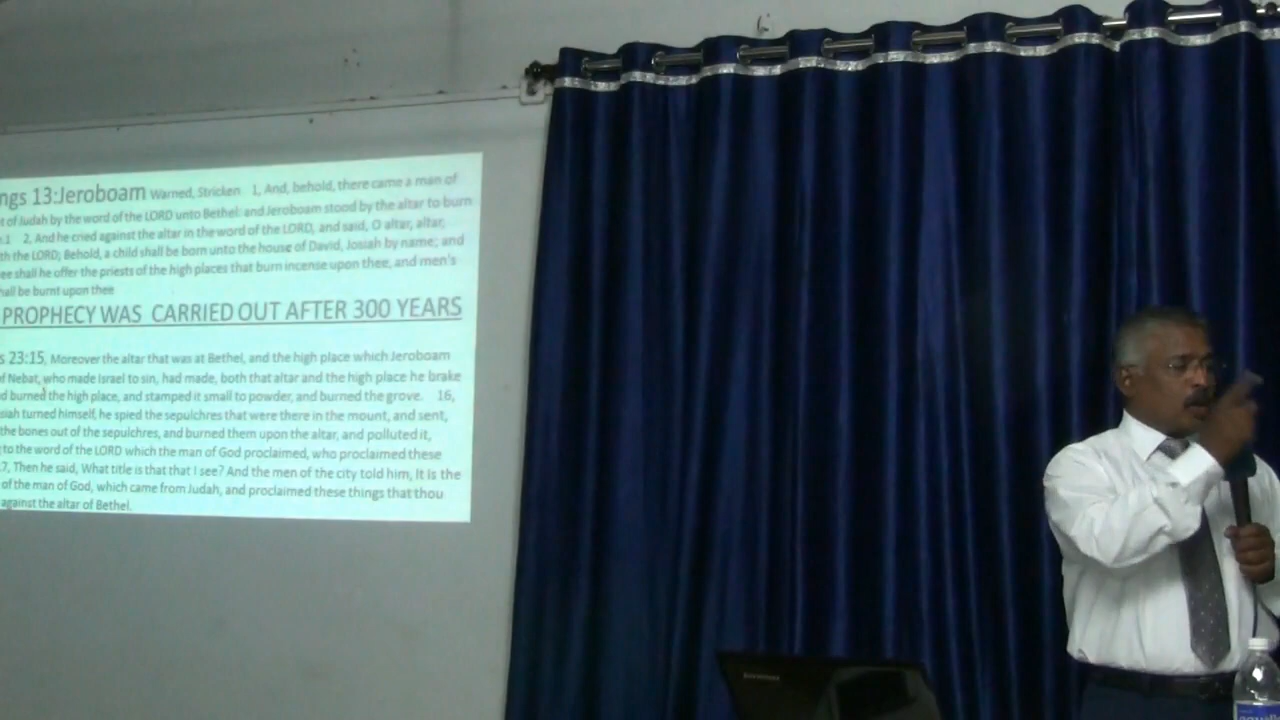 ngs 13:Jeroboam Warned, Stricken 1, And, behold, there came a man of
t of Judah by the word of the LORD unto Bethel: and Jeroboam stood by the altar to burn
.1 2, And he cried against the altar in the word of the LORD, and said, O altar, altar,
th the LORD; Behold, a child shall be born unto the house of David, Josiah by name; and
ee shall he offer the priests of the high places that burn incense upon thee, and men's
hall be burnt upon thee
PROPHECY WAS CARRIED OUT AFTER 300 YEARS
s 23:15, Moreover the altar that was at Bethel, and the high place which Jeroboam
f Nebat, who made Israel to sin, had made, both that altar and the high place he brake
d burned the high place, and stamped it small to powder, and burned the grove. 16,
siah turned himself, he spied the sepulchres that were there in the mount, and sent,
the bones out of the sepulchres, and burned them upon the altar, and polluted it,
to the word of the LORD which the man of God proclaimed, who proclaimed these
7, Then he said, What title is that that I see? And the men of the city told him, It is the
of the man of God, which came from Judah, and proclaimed these things that thou
against the altar of Bethel.
lenovo